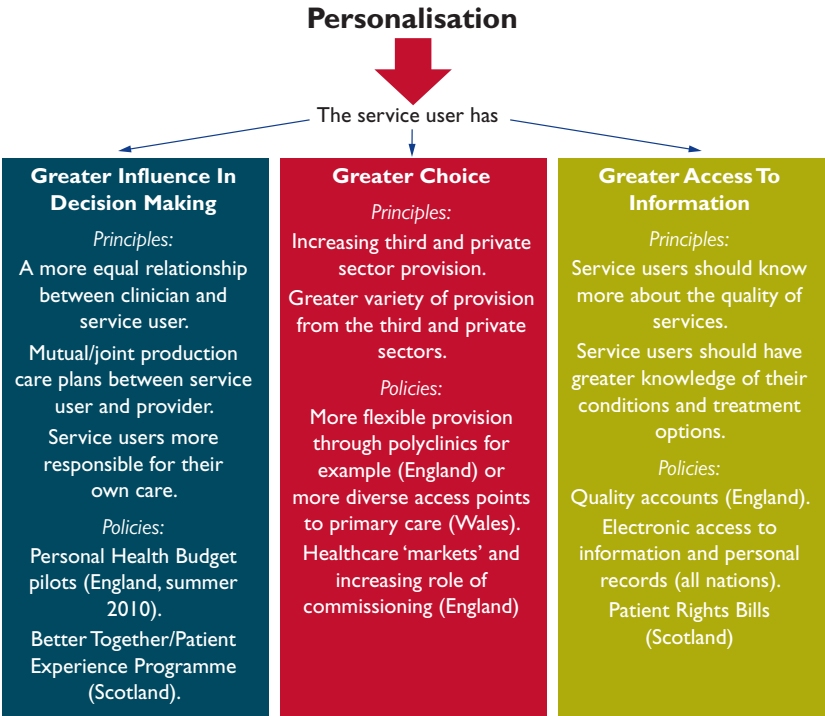 Personalisation
The service user has
Greater Influence In
Decision Making
Principles:
A more equal relationship
between clinician and
service user.
Mutual/joint production
care plans between service
user and provider.
Service users more
responsible for their
own care.
Policies:
Personal Health Budget
pilots (England, summer
2010).
Better Together/Patient
Experience Programme
(Scotland).
Greater Choice
Principles:
Increasing third and private
sector provision.
Greater variety of provision
from the third and private
sectors.
Policies:
More flexible provision
through polyclinics for
example (England) or
more diverse access points
to primary care (Wales).
Healthcare ‘markets’ and
increasing role of
commissioning (England)
Greater Access To
Information
Principles:
Service users should know
more about the quality of
services.
Service users should have
greater knowledge of their
conditions and treatment
options.
Policies:
Quality accounts (England).
Electronic access to
information and personal
records (all nations).
Patient Rights Bills
(Scotland)